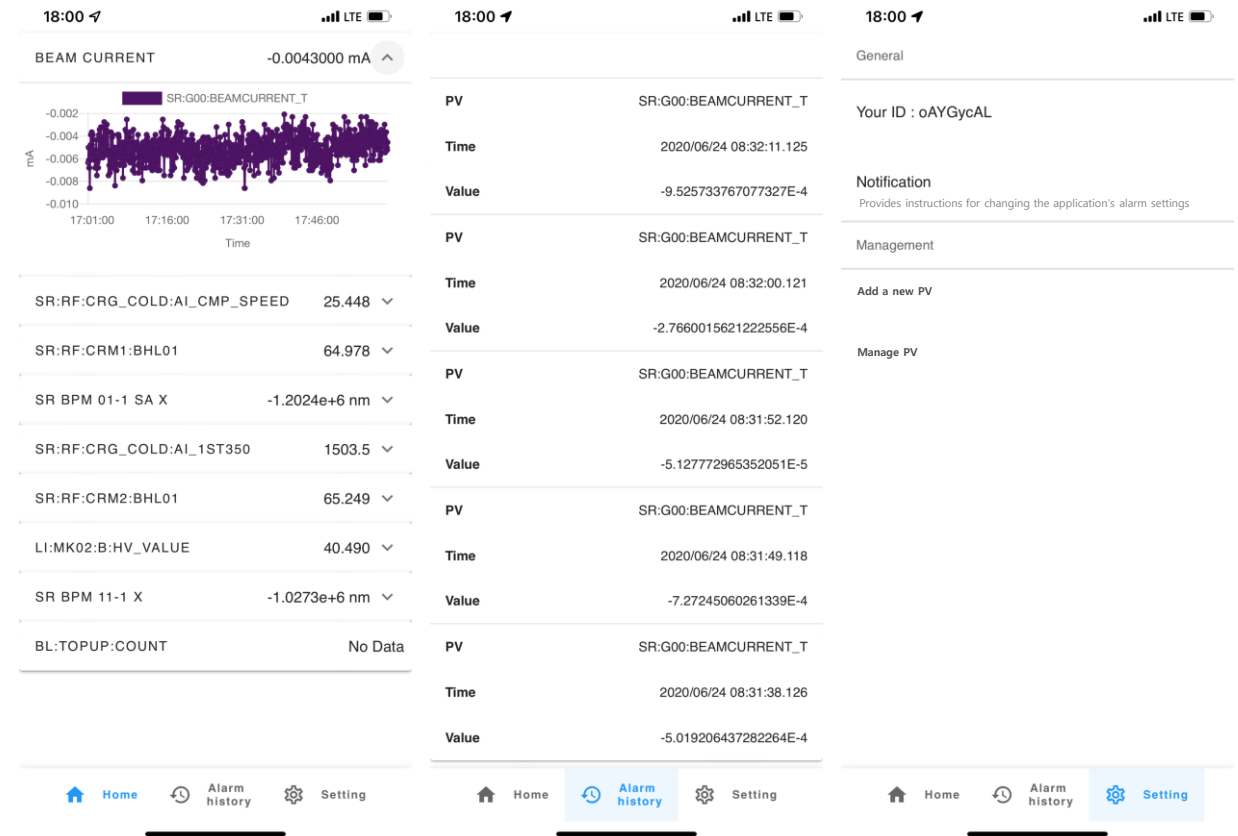 18:00 LTE
BEAM CURRENT -0.0043000 mA
SR:G00:BEAMCURRENT_T
-0.002
-0.004
-0.006
-0.008
-0.010
mA
17:01:00 17:16:00 17:31:00 17:46:00
Time
SR:RF:CRG_COLD:AI_CMP_SPEED 25.448
SR:RF:CRM1:BHL01 64.978
SR BPM 01-1 SA X -1.2024e+6 nm
SR:RF:CRG_COLD:AI_1ST350 1503.5
SR:RF:CRM2:BHL01 65.249
LI:MK02:B:HV_VALUE 40.490
SR BPM 11-1 X -1.0273e+6 nm
BL:TOPUP:COUNT No Data
Home
Alarm
history
Setting
18:00 LTE
PV SR:G00:BEAMCURRENT_T
Time 2020/06/24 08:32:11.125
Value -9.525733767077327E-4
PV SR:G00:BEAMCURRENT_T
Time 2020/06/24 08:32:00.121
Value -2.7660015621222556E-4
PV SR:G00:BEAMCURRENT_T
Time 2020/06/24 08:31:52.120
Value -5.127772965352051E-5
PV SR:G00:BEAMCURRENT_T
Time 2020/06/24 08:31:49.118
Value -7.27245060261339E-4
PV SR:G00:BEAMCURRENT_T
Time 2020/06/24 08:31:38.126
Value -5.019206437282264E-4
Home
Alarm
history
Setting
18:00 LTE
General
Your ID : oAYGycAL
Notification
Provides instructions for changing the application's alarm settings
Management
Add a new PV
Manage PV
Home
Alarm
history
Setting